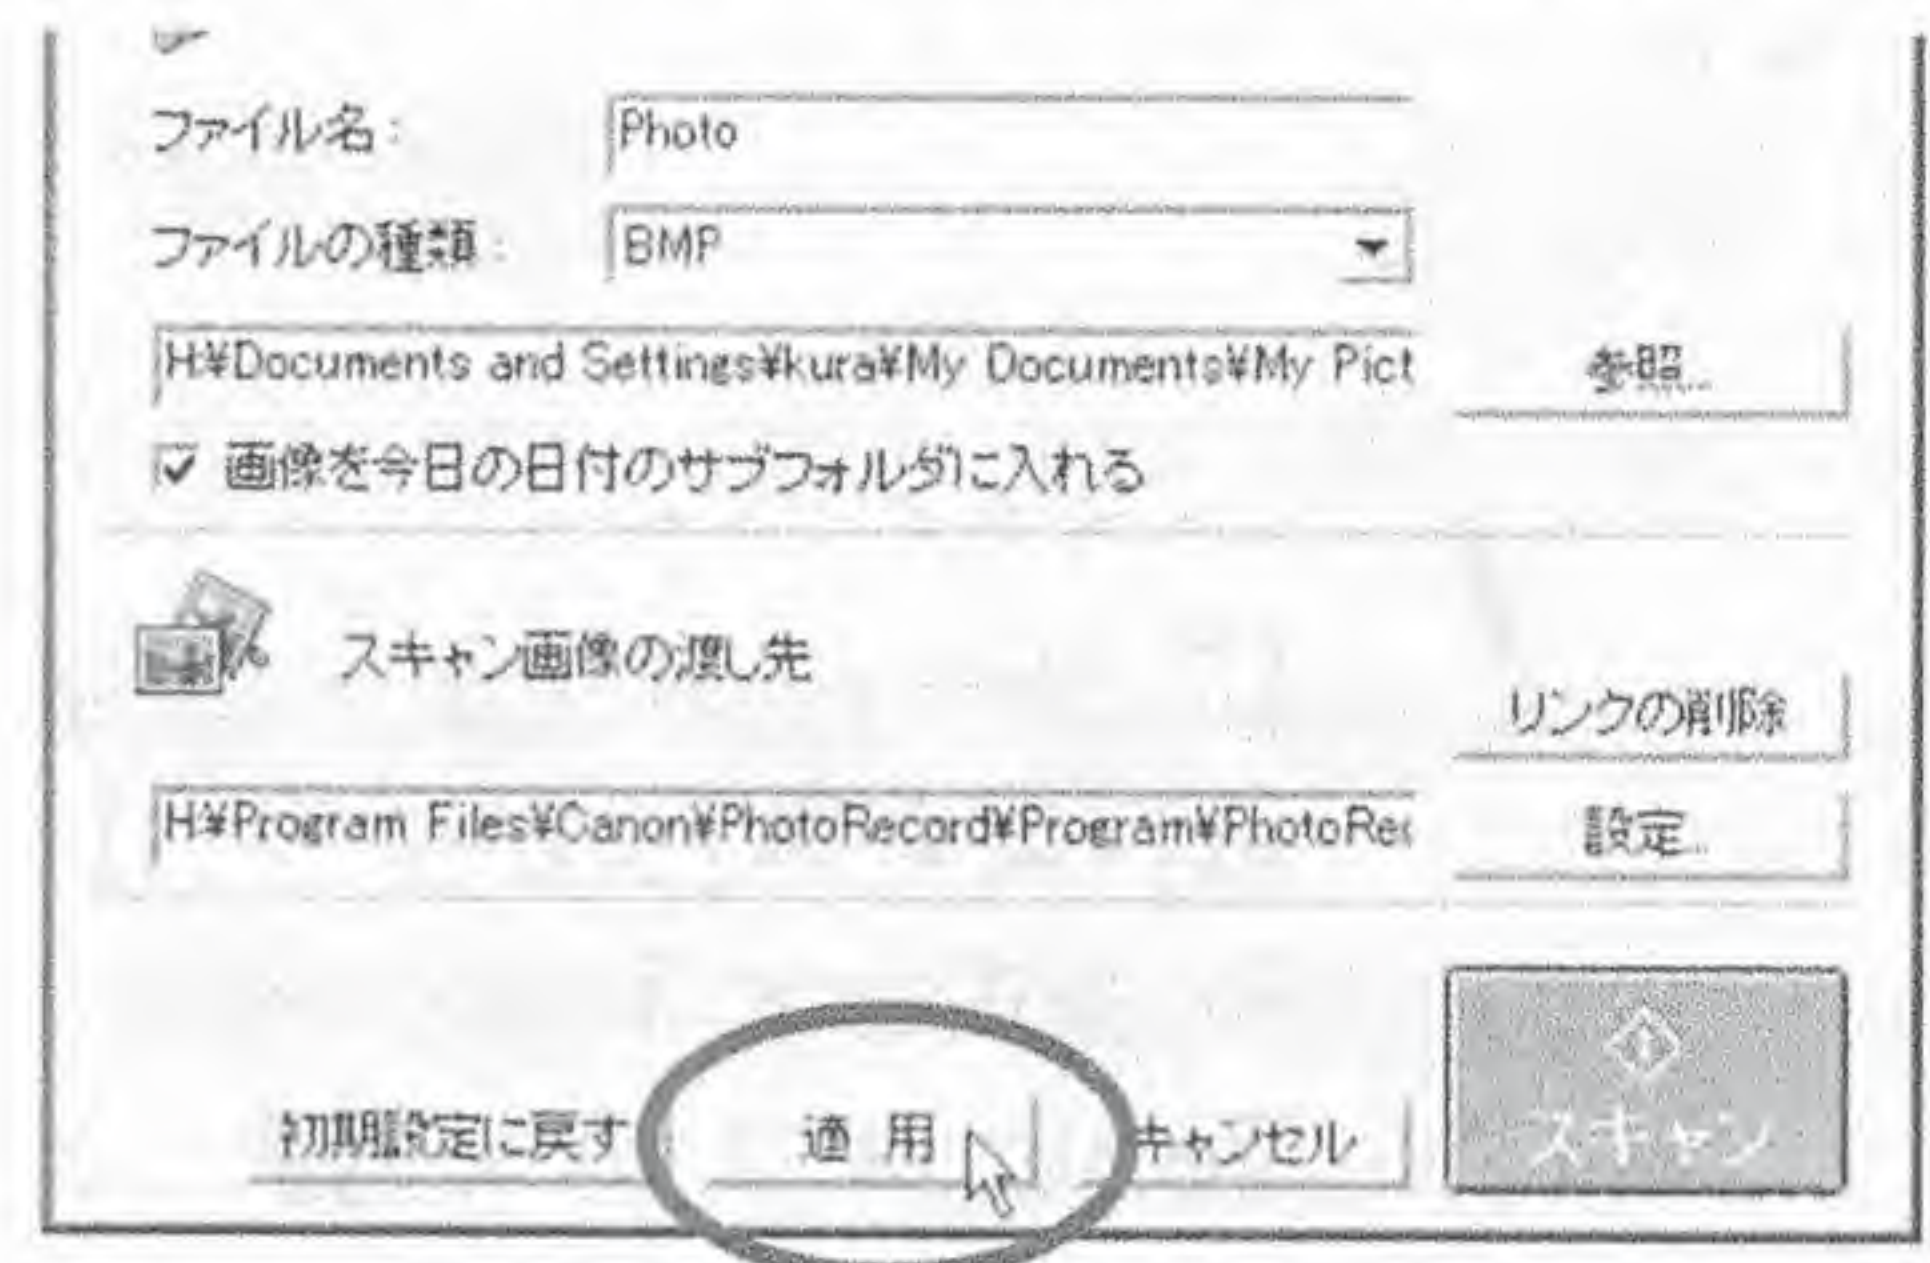 ファイル名: Photo
ファイルの種類: BMP
H:¥Documents and Settings¥kura¥My Documents¥My Pict 参照...
画像を今日の日付のサブフォルダに入れる
スキャン画像の渡し先
リンクの削除
H:¥Program Files¥Canon¥PhotoRecord¥Program¥PhotoRec 設定...
初期設定に戻す 適用 キャンセル スキャン